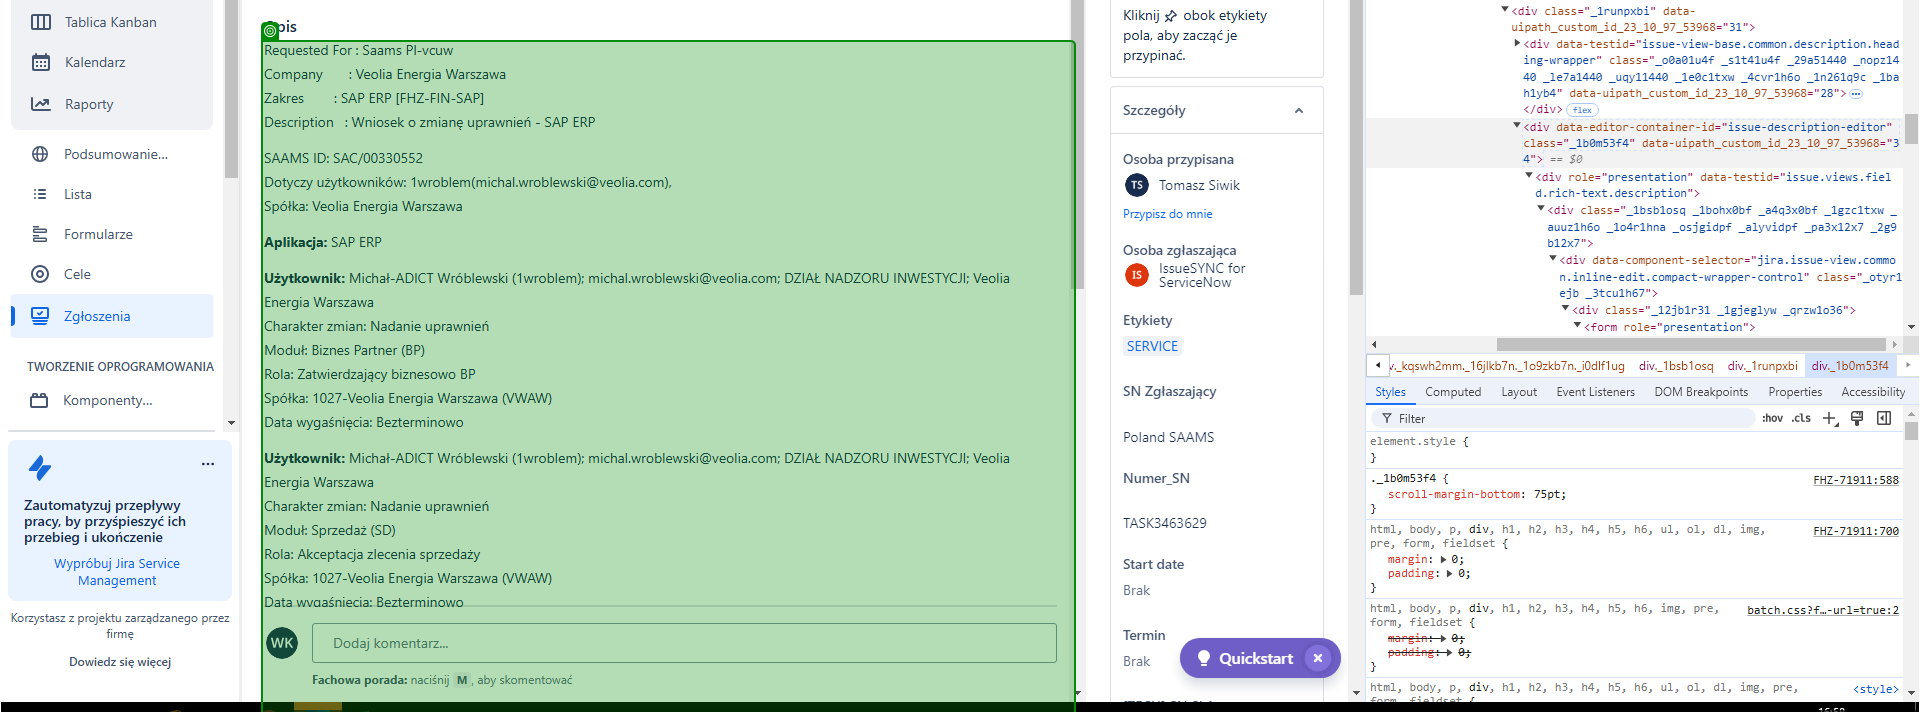 Tablica Kanban
Kalendarz
Raporty
Podsumowanie...
Lista
Formularze
Cele
Zgłoszenia
TWORZENIE OPROGRAMOWANIA
Komponenty...
Zautomatyzuj przepływy
pracy, by przyśpieszyć ich
przebieg i ukończenie
Wypróbuj Jira Service
Management
Korzystasz z projektu zarządzanego przez
firmę
Dowiedz się więcej
pis
Requested For : Saams PI-vcuw
Company : Veolia Energia Warszawa
Zakres : SAP ERP [FHZ-FIN-SAP]
Description : Wniosek o zmianę uprawnień - SAP ERP
SAAMS ID: SAC/00330552
Dotyczy użytkowników: 1wroblem(michal.wroblewski@veolia.com),
Spółka: Veolia Energia Warszawa
Aplikacja: SAP ERP
Użytkownik: Michał-ADICT Wróblewski (1wroblem); michal.wroblewski@veolia.com; DZIAŁ NADZORU INWESTYCJI; Veolia
Energia Warszawa
Charakter zmian: Nadanie uprawnień
Moduł: Biznes Partner (BP)
Rola: Zatwierdzający biznesowo BP
Spółka: 1027-Veolia Energia Warszawa (VWAW)
Data wygaśnięcia: Bezterminowo
Użytkownik: Michał-ADICT Wróblewski (1wroblem); michal.wroblewski@veolia.com; DZIAŁ NADZORU INWESTYCJI; Veolia
Energia Warszawa
Charakter zmian: Nadanie uprawnień
Moduł: Sprzedaż (SD)
Rola: Akceptacja zlecenia sprzedaży
Spółka: 1027-Veolia Energia Warszawa (VWAW)
Data wygaśnięcia: Bezterminowo
WK
Dodaj komentarz...
Fachowa porada: naciśnij M, aby skomentować
Kliknij obok etykiety
pola, aby zacząć je
przypinać.
Szczegóły
Osoba przypisana
TS Tomasz Siwik
Przypisz do mnie
Osoba zgłaszająca
IS IssueSYNC for
ServiceNow
Etykiety
SERVICE
SN Zgłaszający
Poland SAAMS
Numer_SN
TASK3463629
Start date
Brak
Termin
Brak
Quickstart
<div class="_1runpxbi" data-
uipath_custom_id_23_10_97_53968="31">
<div data-testid="issue-view-base.common.description.head
ing-wrapper" class="_o0a01u4f _s1t41u4f _29a51440 _nopz14
40 _le7a1440 _uqy11440 _1e0c1txw _4cvr1h6o _1n261q9c _1ba
h1yb4" data-uipath_custom_id_23_10_97_53968="28">
</div> flex
<div data-editor-container-id="issue-description-editor"
class="_1b0m53f4" data-uipath_custom_id_23_10_97_53968="3
4"> == $0
<div role="presentation" data-testid="issue.views.fiel
d.rich-text.description">
<div class="_1bsb1osq _1bohx0bf _a4q3x0bf _1gzc1txw _
auuz1h6o _1o4r1hna _osjgidpf _alyvidpf _pa3x12x7 _2g9
b12x7">
<div data-component-selector="jira.issue-view.commo
n.inline-edit.compact-wrapper-control" class="_otyr1
ejb _3tcu1h67">
<div class="_12jb1r31 _1gjeglyw _qrzw1o36">
<form role="presentation">
v._kqswh2mm._16jlkb7n._1o9zkb7n._i0dlf1ug div._1bsb1osq div._1runpxbi div._1b0m53f4
Styles Computed Layout Event Listeners DOM Breakpoints Properties Accessibility
Filter :hov .cls
element.style {
}
._1b0m53f4 { FHZ-71911:588
scroll-margin-bottom: 75pt;
}
html, body, p, div, h1, h2, h3, h4, h5, h6, ul, ol, dl, img, FHZ-71911:700
pre, form, fieldset {
margin: 0;
padding: 0;
}
html, body, p, div, h1, h2, h3, h4, h5, h6, img, pre, batch.css?f…-url=true:2
form, fieldset {
margin: 0;
padding: 0;
}
html, body, p, div, h1, h2, h3, h4, h5, h6, ul, ol, dl, img, pre, <style>
form, fieldset {